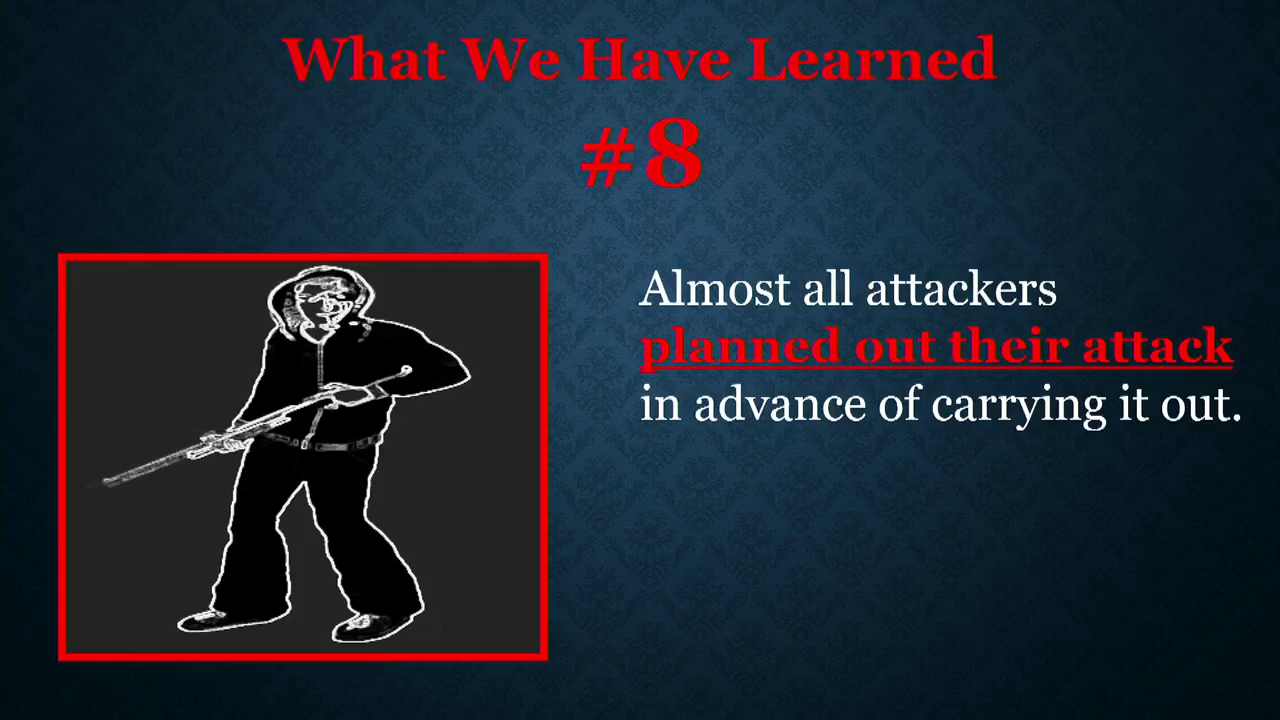 What We Have Learned
#8
Almost all attackers
planned out their attack
in advance of carrying it out.